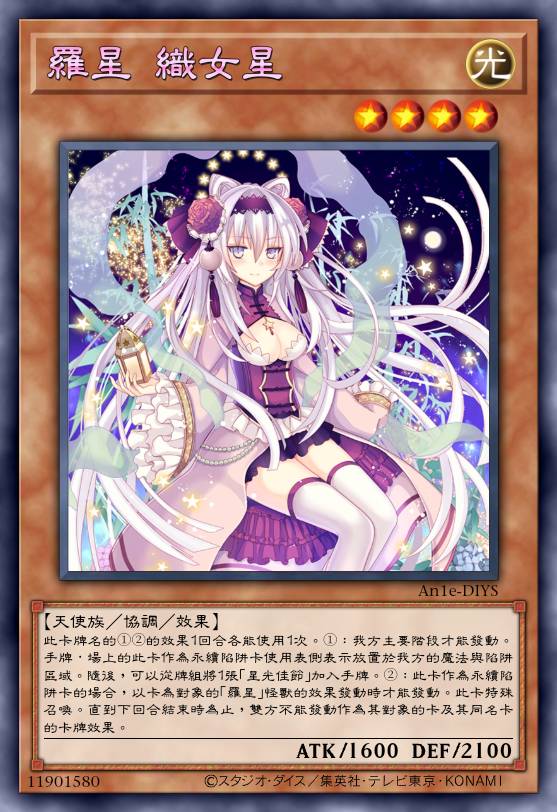 羅星 織女星
光
An1e-DIYS
【天使族／協調／效果】
此卡牌名的①②的效果1回合各能使用1次。①：我方主要階段才能發動。
手牌・場上的此卡作為永續陷阱卡使用表側表示放置於我方的魔法與陷阱
區域。隨後，可以從牌組將1張「星光佳節」加入手牌。②：此卡作為永續
陷阱卡的場合，以卡為對象的「羅星」怪獸的效果發動時才能發動。此卡特殊
召喚。直到下回合結束時為止，雙方不能發動作為其對象的卡及其同名卡
的卡牌效果。
ATK/1600 DEF/2100
11901580 ©スタジオ・ダイス／集英社・テレビ東京・KONAMI